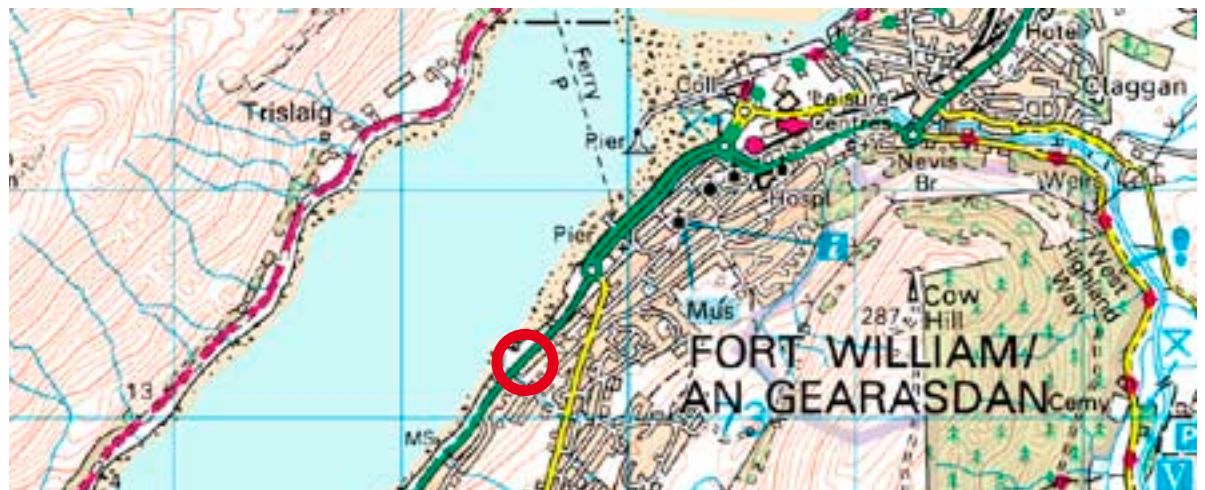 Hotel
Ferry
P
Coll
Leisure
Centres
Claggan
Trislaig
Pier
Nevis
Br
Weir
Hospl
Pier
i
West
Highland
Way
Mus
287
Cow
Hill
FORT WILLIAM/
AN GEARASDAN
Cemy
13
MS
P
V